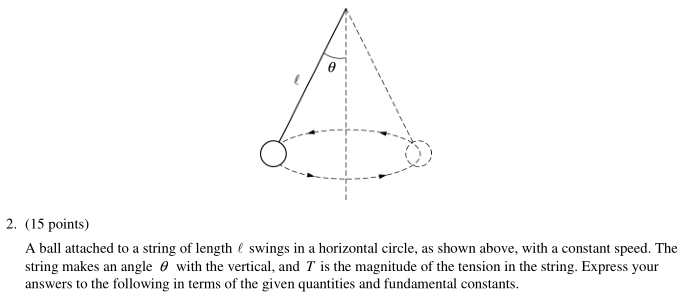 ℓ
θ
2. (15 points)
A ball attached to a string of length ℓ swings in a horizontal circle, as shown above, with a constant speed. The
string makes an angle θ with the vertical, and T is the magnitude of the tension in the string. Express your
answers to the following in terms of the given quantities and fundamental constants.